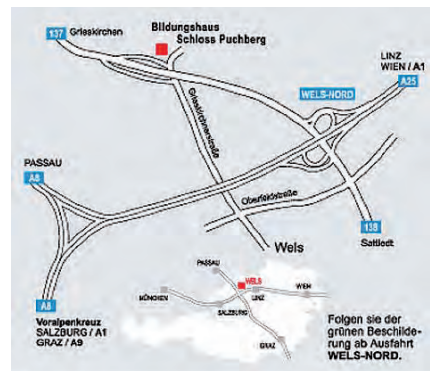 137
Grieskirchen
Bildungshaus
Schloss Puchberg
LINZ
WIEN / A1
A25
WELS-NORD
Grieskirchnerstraße
PASSAU
A8
Oberfeldstraße
Wels
138
Sattledt
A8
Voralpenkreuz
SALZBURG / A1
GRAZ / A9
PASSAU
WELS
MÜNCHEN
LINZ
WIEN
SALZBURG
GRAZ
Folgen sie der
grünen Beschilde-
rung ab Ausfahrt
WELS-NORD.